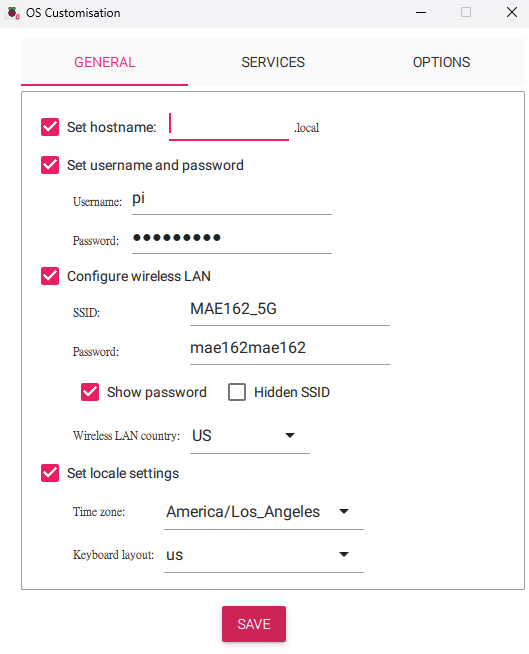 OS Customisation
GENERAL SERVICES OPTIONS
Set hostname: .local
Set username and password
Username: pi
Password: ●●●●●●●●●
Configure wireless LAN
SSID: MAE162_5G
Password: mae162mae162
Show password Hidden SSID
Wireless LAN country: US
Set locale settings
Time zone: America/Los_Angeles
Keyboard layout: us
SAVE